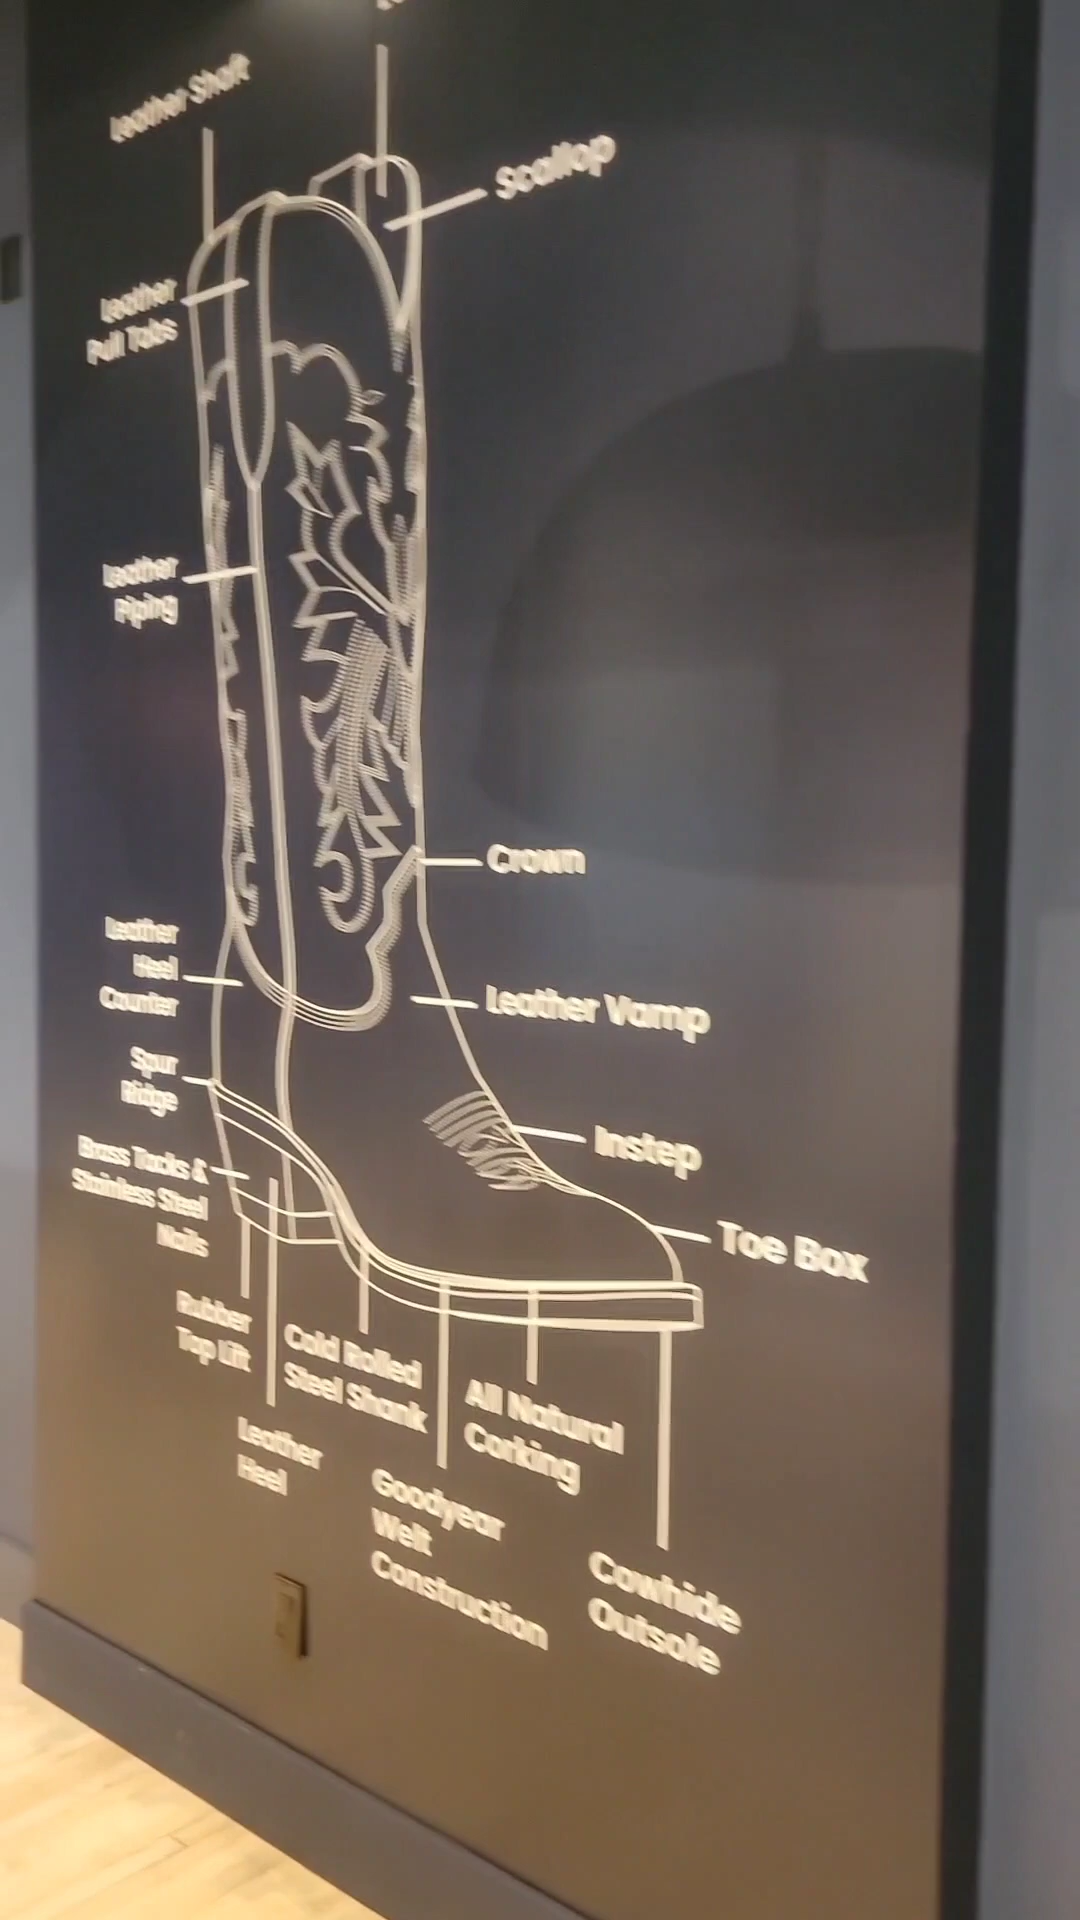 Leather Shaft
Scallop
Leather
Pull Tabs
Leather
Piping
Crown
Leather
Heel
Counter
Leather Vamp
Spur
Ridge
Instep
Brass Tacks &
Stainless Steel
Nails
Toe Box
Rubber
Top Lift
Cold Rolled
Steel Shank
All Natural
Corking
Leather
Heel
Goodyear
Welt
Construction
Cowhide
Outsole